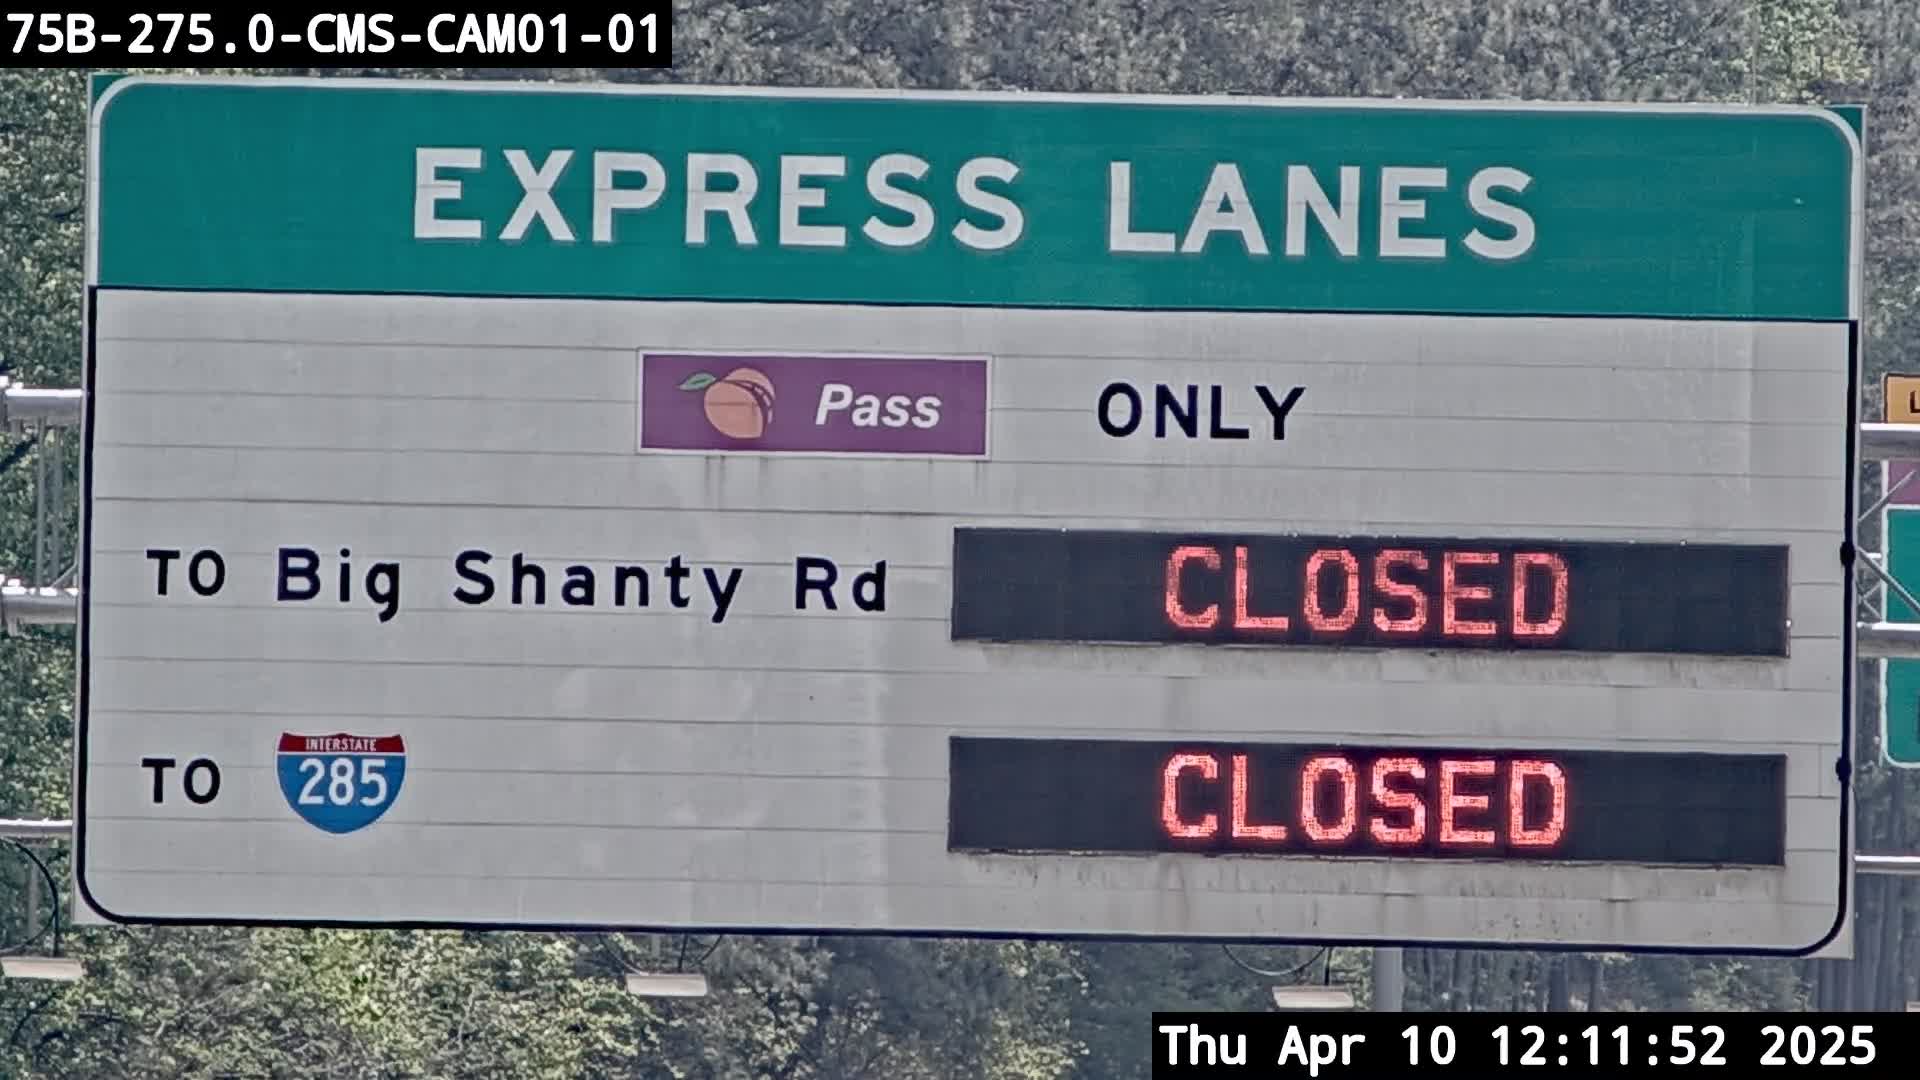 75B-275.0-CMS-CAM01-01
EXPRESS LANES
Pass ONLY
TO Big Shanty Rd CLOSED
TO INTERSTATE 285 CLOSED
Thu Apr 10 12:11:52 2025